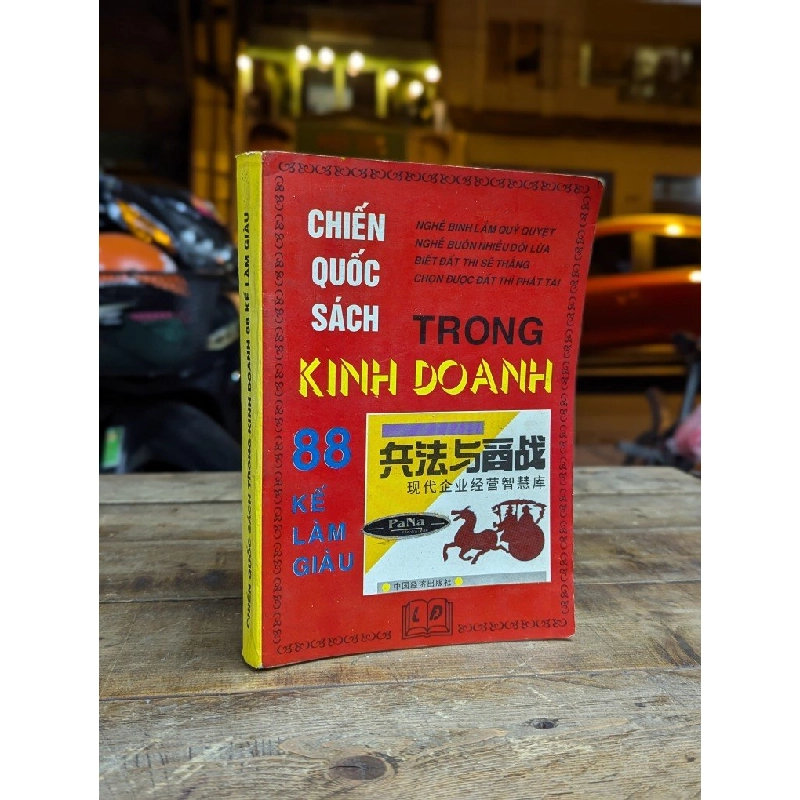 CHIẾN
QUỐC
SÁCH
NGHỀ BINH LẮM QUỶ QUYỆT
NGHỀ BUÔN NHIỀU DỐI LỪA
BIẾT ĐẤT THÌ SẼ THẮNG
CHỌN ĐƯỢC ĐẤT THÌ PHÁT TÀI
TRONG
KINH DOANH
88
KẾ
LÀM
GIÀU
兵法与商战
现代企业经营智慧库
PaNa
中国经济出版社
LĐ
CHIẾN QUỐC SÁCH TRONG KINH DOANH 88 KẾ LÀM GIÀU